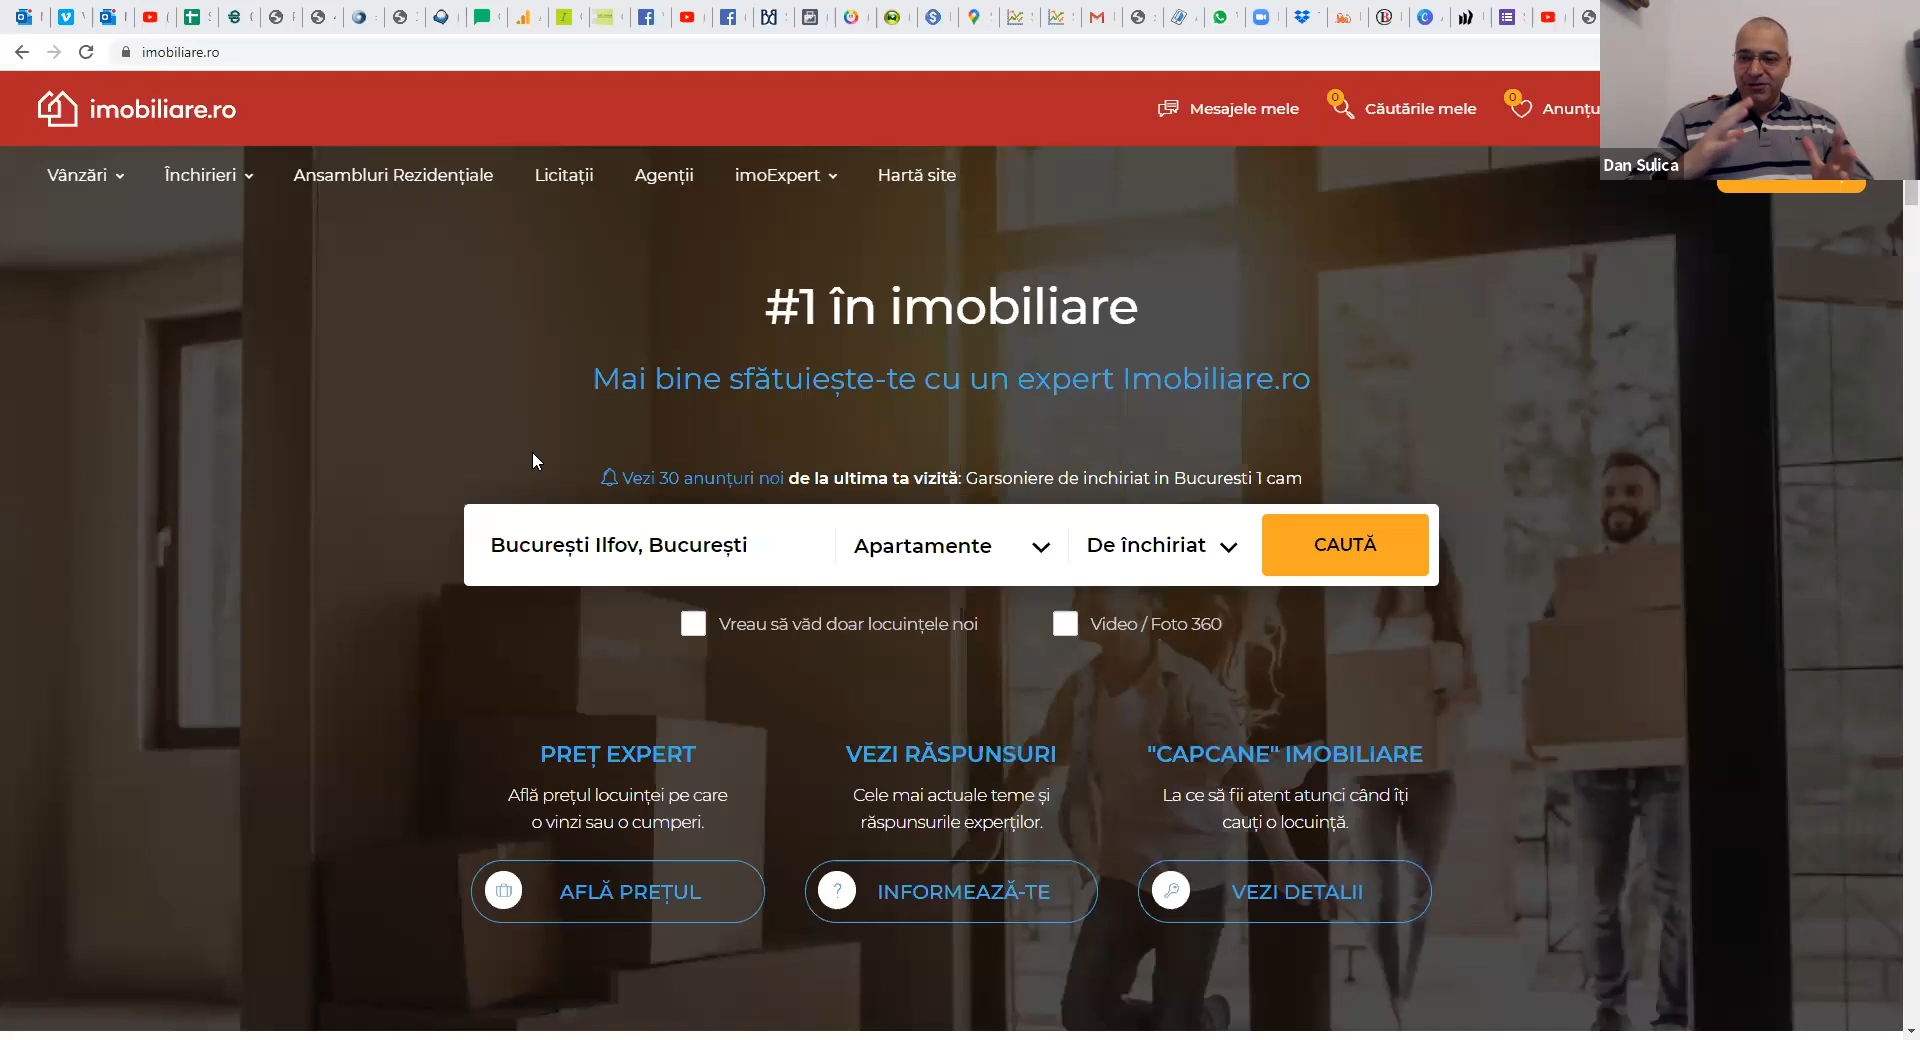 imobiliare.ro
imobiliare.ro
Mesajele mele
0
Căutările mele
0
Anunțu
Dan Sulica
Vânzări
Închirieri
Ansambluri Rezidențiale
Licitații
Agenții
imoExpert
Hartă site
#1 în imobiliare
Mai bine sfătuiește-te cu un expert Imobiliare.ro
Vezi 30 anunțuri noi de la ultima ta vizită: Garsoniere de inchiriat in Bucuresti 1 cam
București Ilfov, București
Apartamente
De închiriat
CAUTĂ
Vreau să văd doar locuințele noi
Video / Foto 360
PREȚ EXPERT
Află prețul locuinței pe care
o vinzi sau o cumperi.
AFLĂ PREȚUL
VEZI RĂSPUNSURI
Cele mai actuale teme și
răspunsurile experților.
? INFORMEAZĂ-TE
"CAPCANE" IMOBILIARE
La ce să fii atent atunci când îți
cauți o locuință.
VEZI DETALII